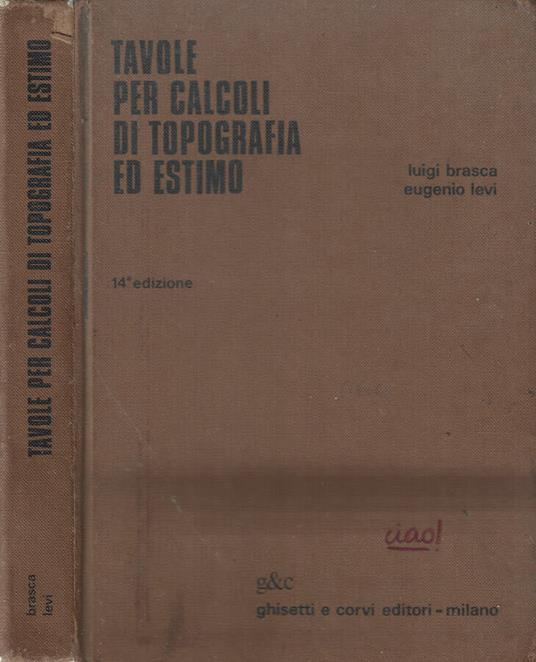 TAVOLE PER CALCOLI DI TOPOGRAFIA ED ESTIMO
brasca
levi
TAVOLE
PER CALCOLI
DI TOPOGRAFIA
ED ESTIMO
luigi brasca
eugenio levi
14ª edizione
ciao!
g&c
ghisetti e corvi editori - milano